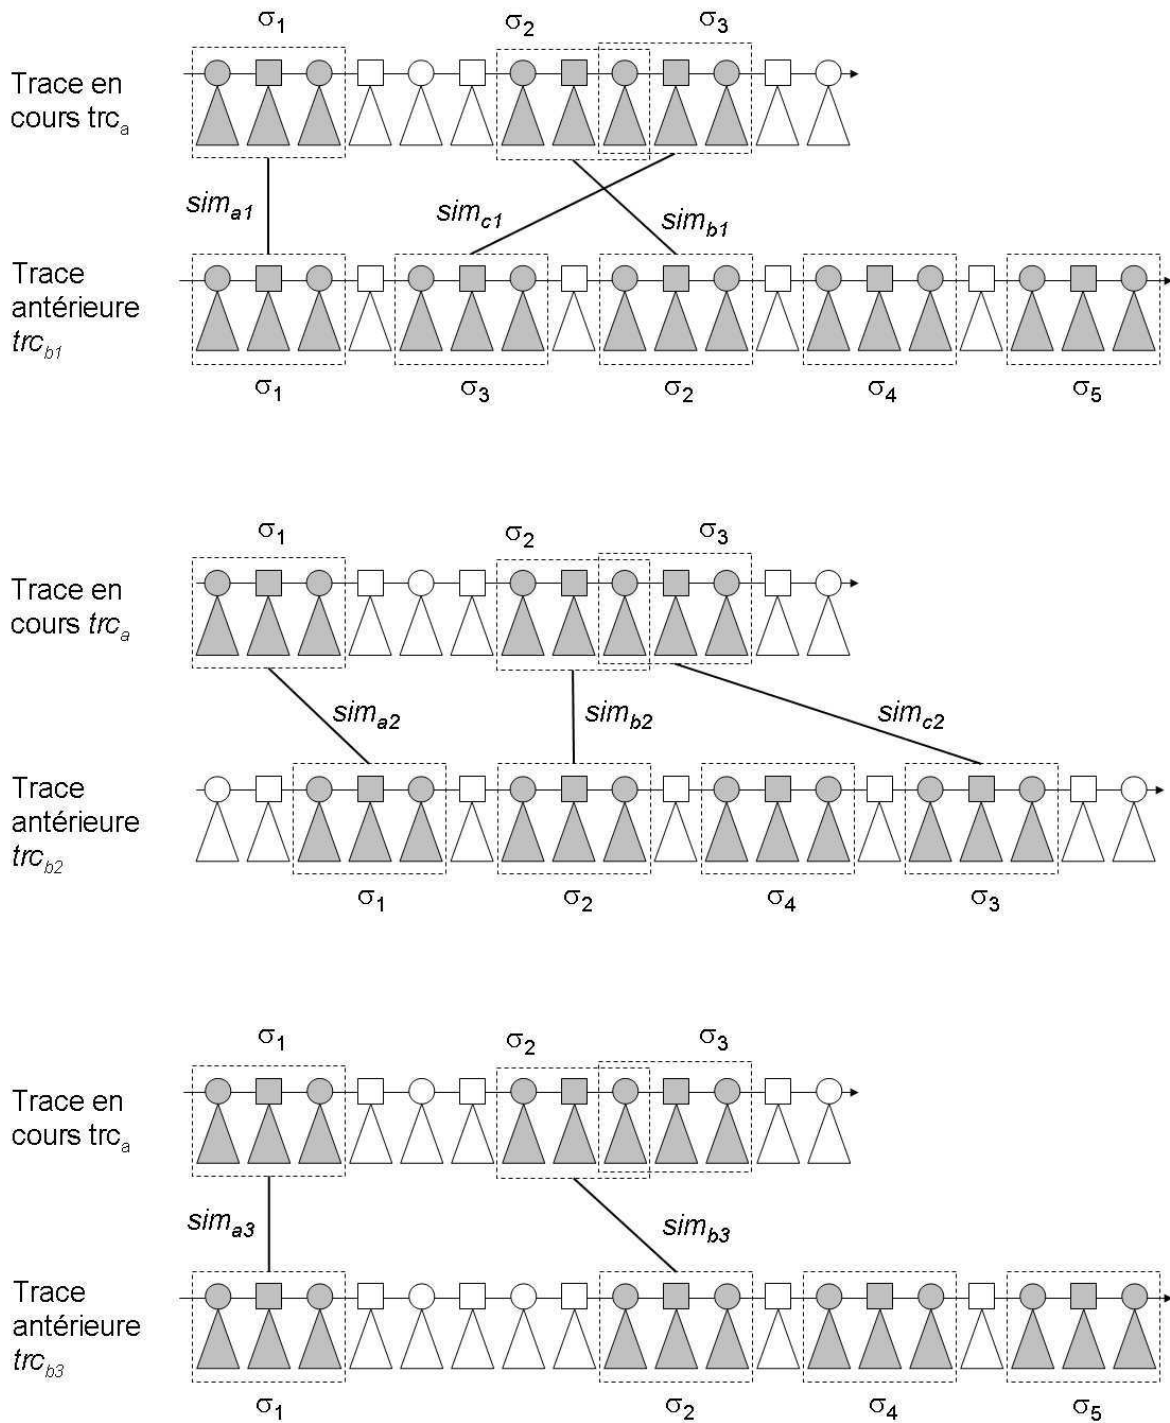 σ1 σ2 σ3
Trace en
cours trca
sima1 simc1 simb1
Trace
antérieure
trcb1
σ1 σ3 σ2 σ4 σ5
σ1 σ2 σ3
Trace en
cours trca
sima2 simb2 simc2
Trace
antérieure
trcb2
σ1 σ2 σ4 σ3
σ1 σ2 σ3
Trace en
cours trca
sima3 simb3
Trace
antérieure
trcb3
σ1 σ2 σ4 σ5